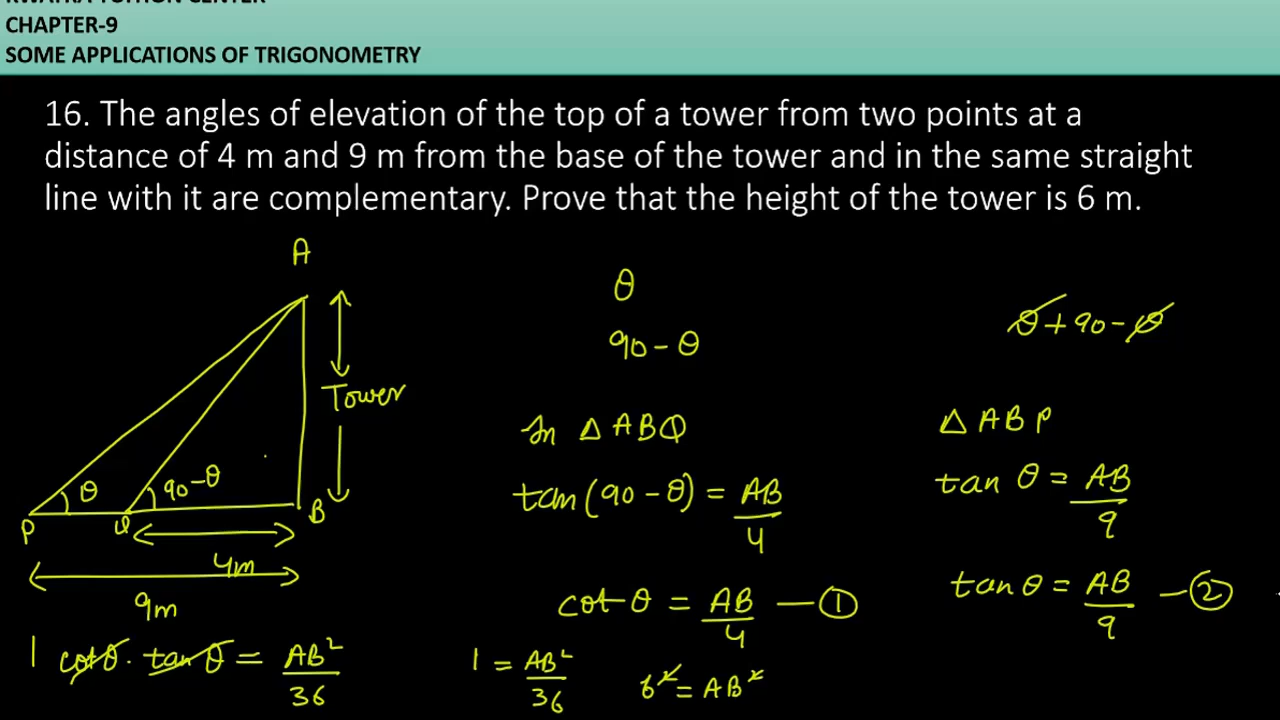 KWATRA TUITION CENTER
CHAPTER-9
SOME APPLICATIONS OF TRIGONOMETRY
16. The angles of elevation of the top of a tower from two points at a
distance of 4 m and 9 m from the base of the tower and in the same straight
line with it are complementary. Prove that the height of the tower is 6 m.
A
Tower
θ
90-θ
P
Q
B
4m
9m
θ
90-θ
θ+90-θ
In Δ ABQ
tan(90-θ) = AB/4
cot θ = AB/4 — ①
Δ ABP
tan θ = AB/9
tan θ = AB/9 — ②
1 cot θ . tan θ = AB²/36
1 = AB²/36
6² = AB²